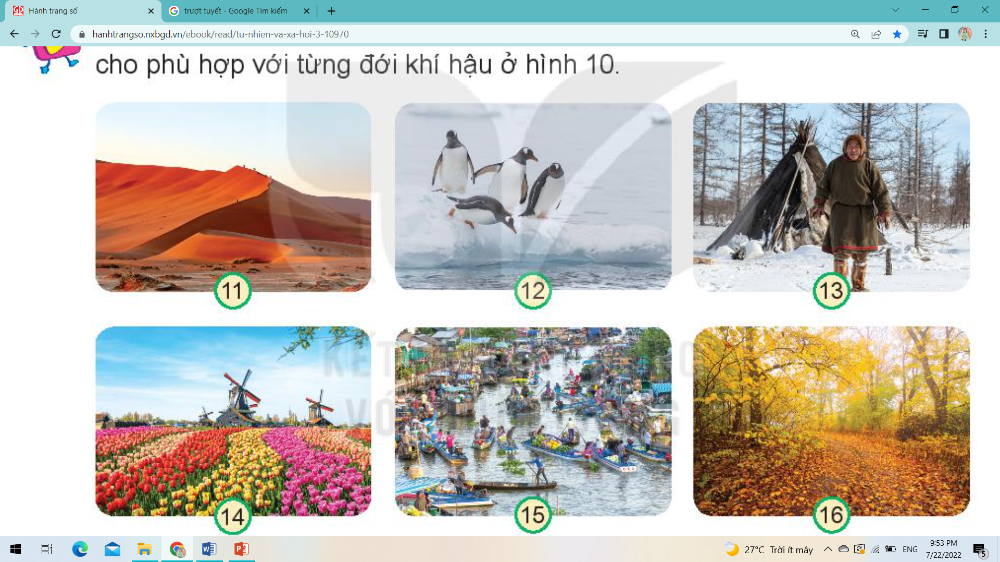 Hành trang số
trượt tuyết - Google Tìm kiếm
hanhtrangso.nxbgd.vn/ebook/read/tu-nhien-va-xa-hoi-3-10970
cho phù hợp với từng đới khí hậu ở hình 10.
11
12
13
14
15
16
27°C Trời ít mây
ENG
9:53 PM
7/22/2022
5